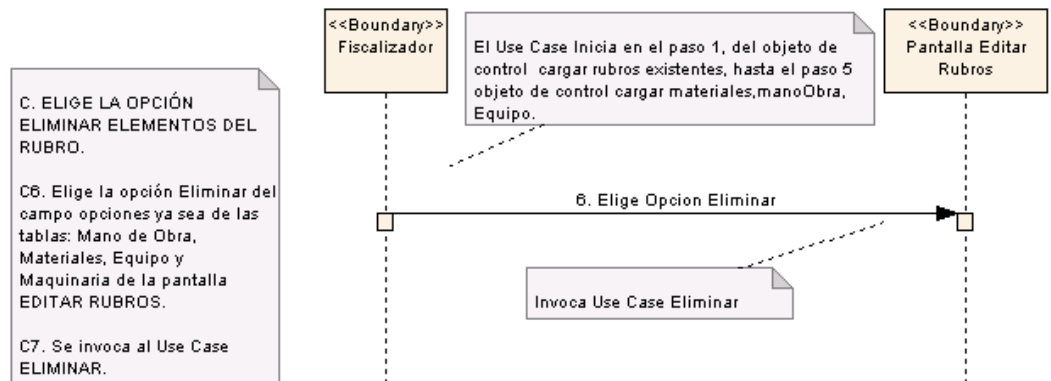 <<Boundary>>
Fiscalizador
El Use Case Inicia en el paso 1, del objeto de
control cargar rubros existentes, hasta el paso 5
objeto de control cargar materiales,manoObra,
Equipo.
<<Boundary>>
Pantalla Editar
Rubros
C. ELIGE LA OPCIÓN
ELIMINAR ELEMENTOS DEL
RUBRO.
C6. Elige la opción Eliminar del
campo opciones ya sea de las
tablas: Mano de Obra,
Materiales, Equipo y
Maquinaria de la pantalla
EDITAR RUBROS.
C7. Se invoca al Use Case
ELIMINAR.
6. Elige Opcion Eliminar
Invoca Use Case Eliminar